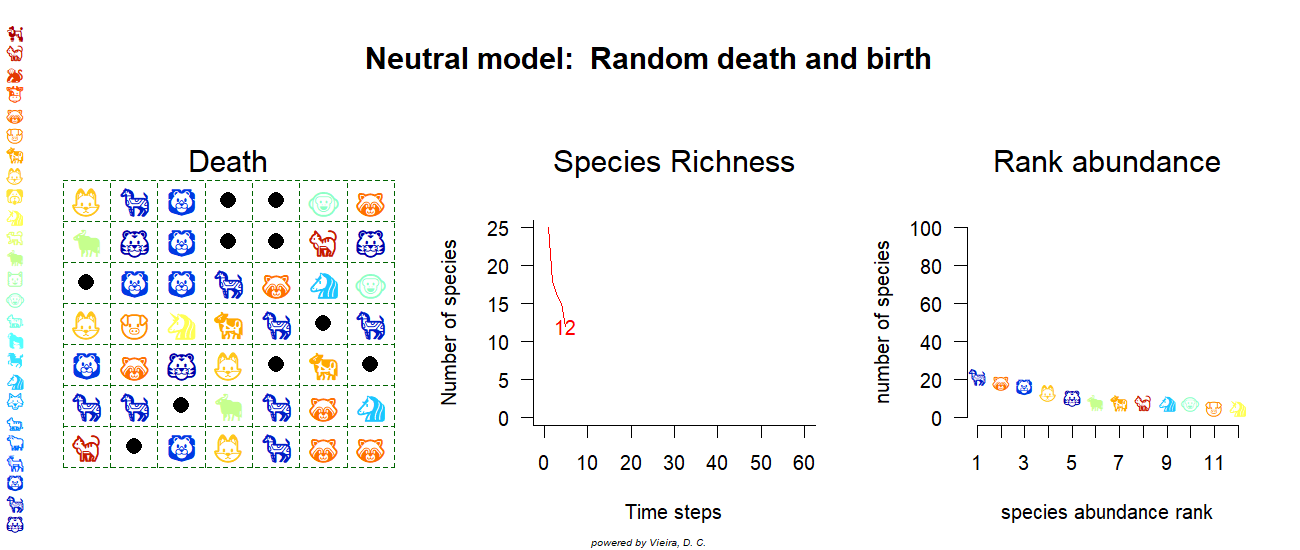 Neutral model:  Random death and birth
Death
Species Richness
Rank abundance
Number of species
25
20
15
10
5
0
12
0 10 20 30 40 50 60
Time steps
number of species
100
80
60
40
20
0
1 3 5 7 9 11
species abundance rank
powered by Vieira, D. C.